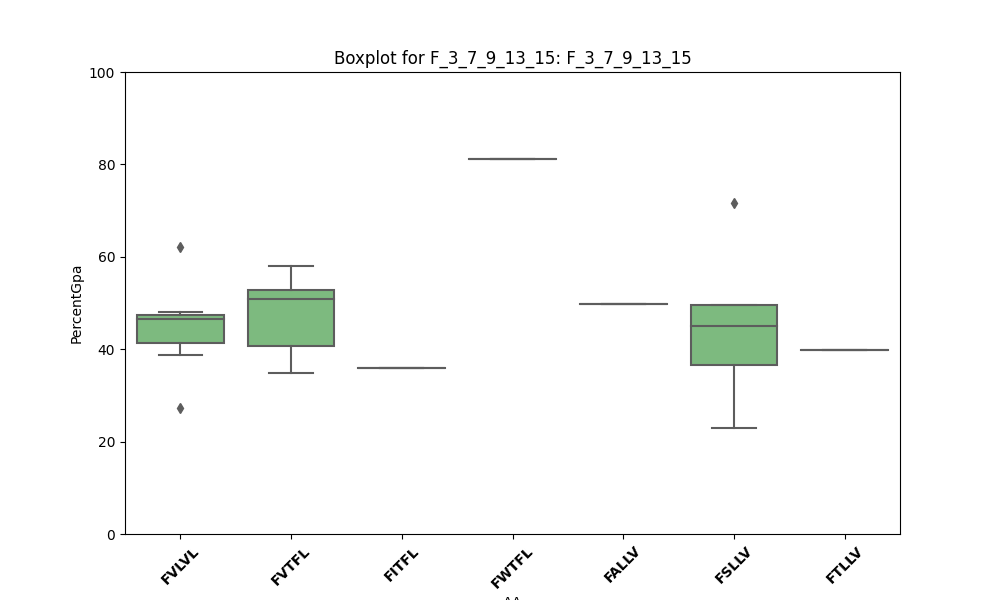 Boxplot for F_3_7_9_13_15: F_3_7_9_13_15
100
80
60
40
20
0
PercentGpa
FVLVL
FVTFL
FITFL
FWTFL
FALLV
FSLLV
FTLLV